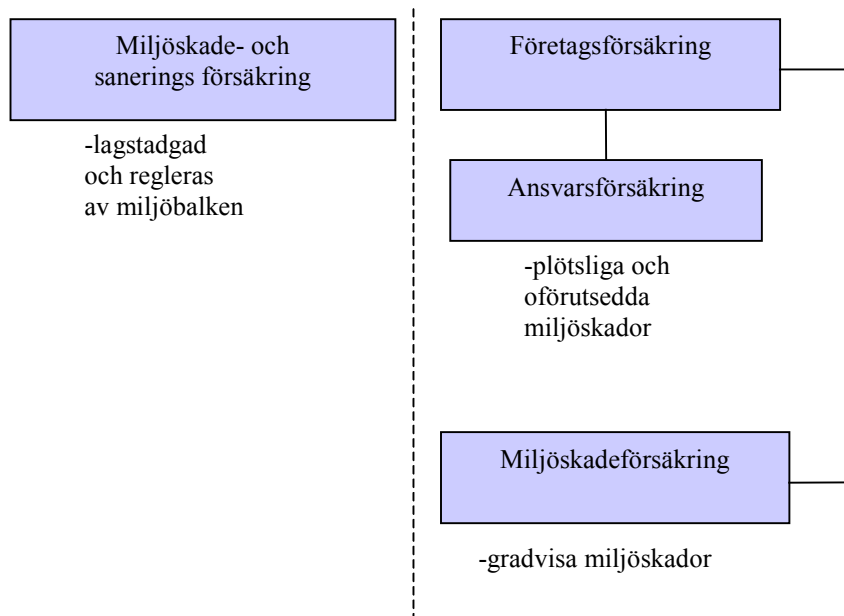 Miljöskade- och
sanerings försäkring
-lagstadgad
och regleras
av miljöbalken
Företagsförsäkring
Ansvarsförsäkring
-plötsliga och
oförutsedda
miljöskador
Miljöskadeförsäkring
-gradvisa miljöskador